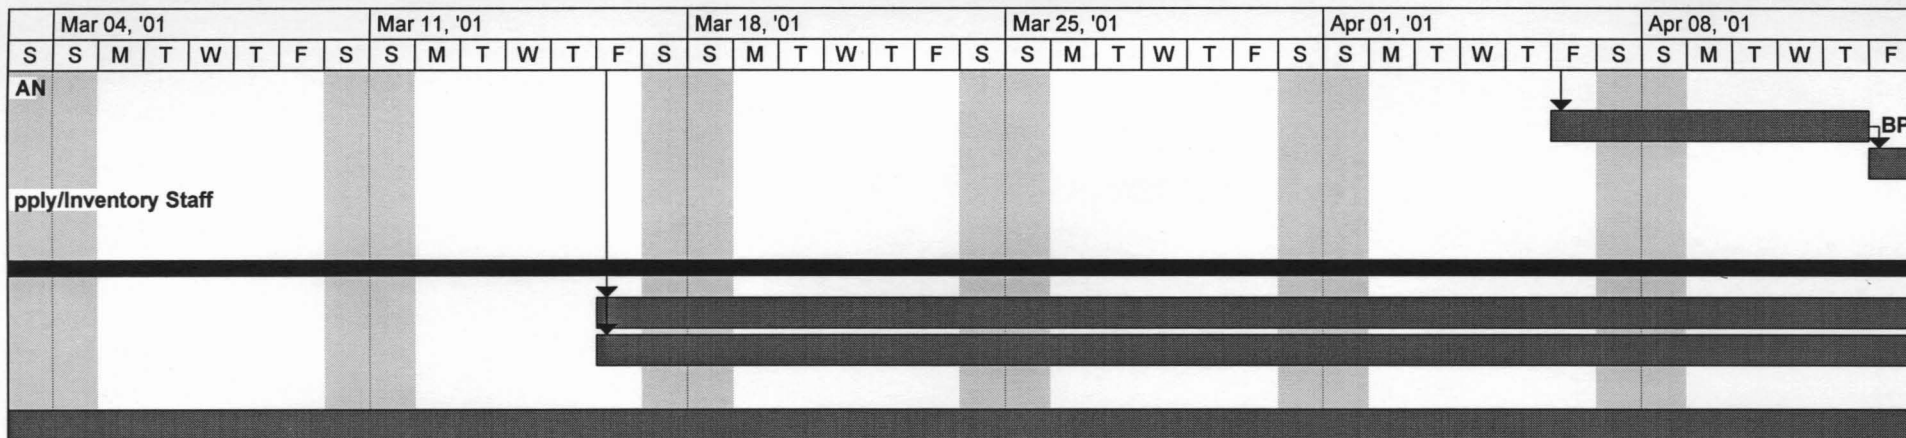 Mar 04, '01 Mar 11, '01 Mar 18, '01 Mar 25, '01 Apr 01, '01 Apr 08, '01
S S M T W T F S S M T W T F S S M T W T F S S M T W T F S S M T W T F S S M T W T F
AN
BP
pply/Inventory Staff